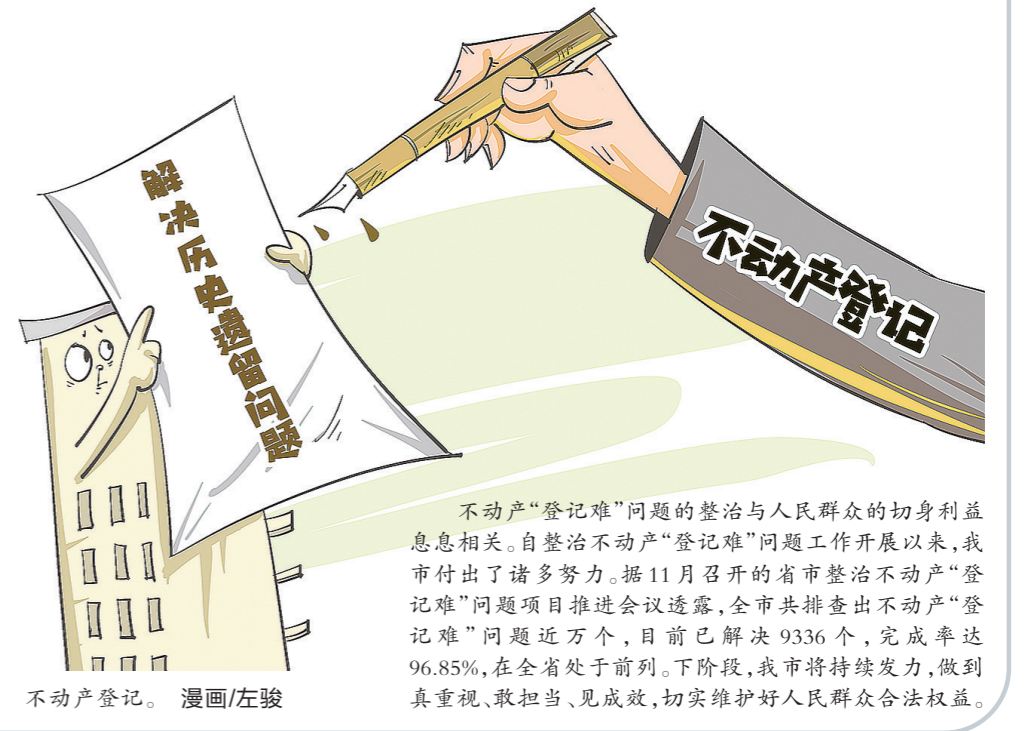 解决历史遗留问题
不动产登记
不动产“登记难”问题的整治与人民群众的切身利益
息息相关。自整治不动产“登记难”问题工作开展以来,我
市付出了诸多努力。据11月召开的省市整治不动产“登
记难”问题项目推进会议透露,全市共排查出不动产“登
记难”问题近万个,目前已解决9336个,完成率达
96.85%,在全省处于前列。下阶段,我市将持续发力,做到
真重视、敢担当、见成效,切实维护好人民群众合法权益。
不动产登记。 漫画/左骏